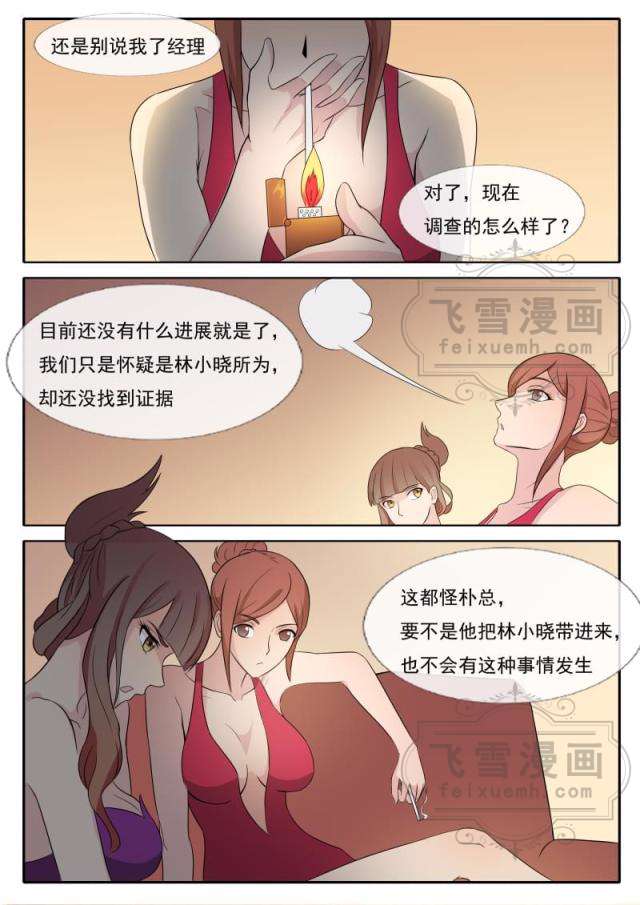 还是别说我了经理
对了，现在
调查的怎么样了？
飞雪漫画
feixuemh.com
目前还没有什么进展就是了，
我们只是怀疑是林小晓所为，
却还没找到证据
这都怪朴总，
要不是他把林小晓带进来，
也不会有这种事情发生
飞雪漫画
feixuemh.com